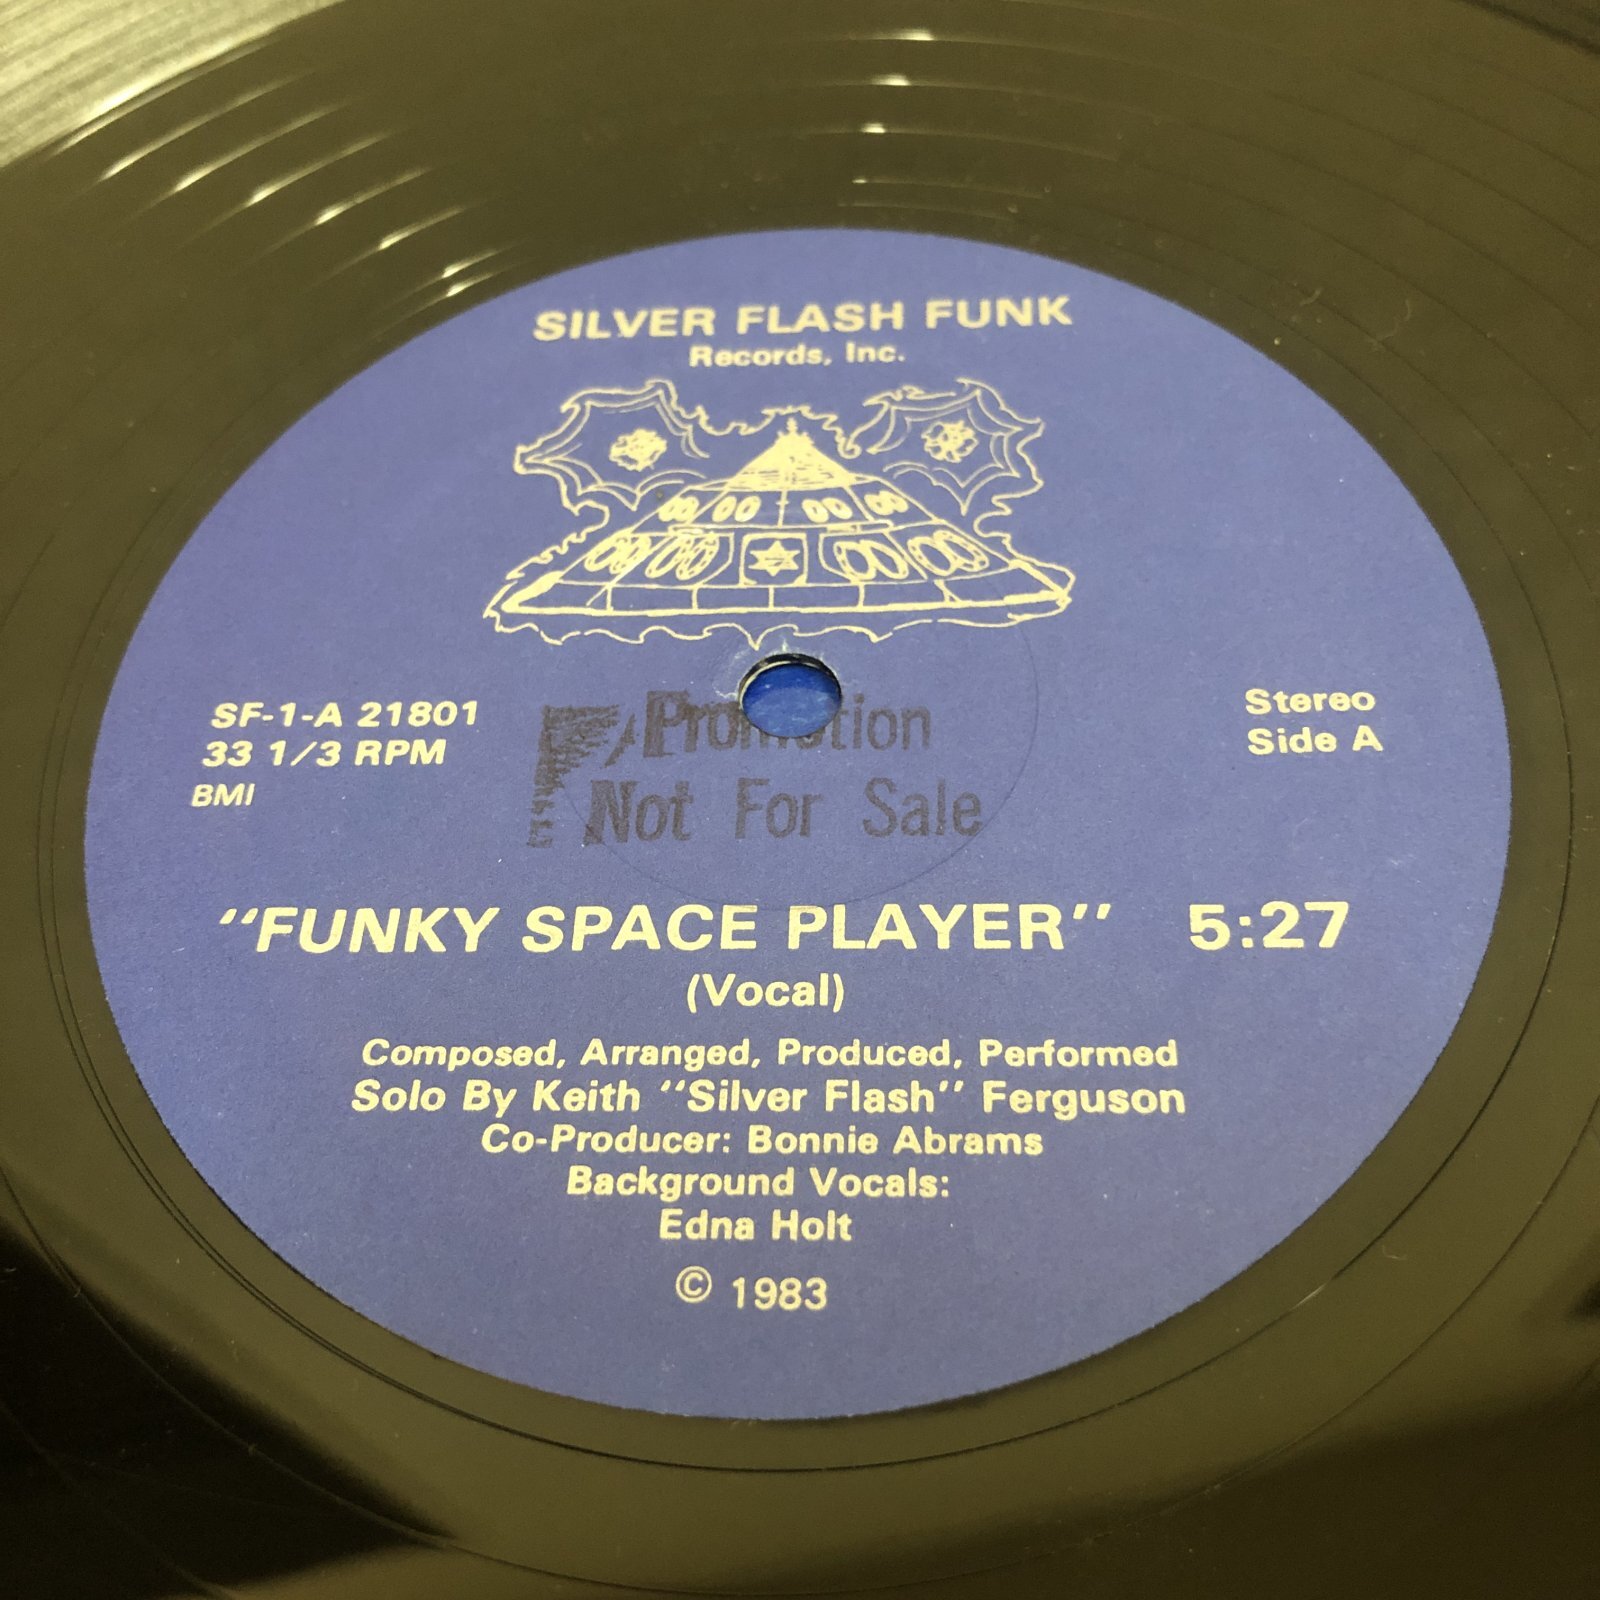 SILVER FLASH FUNK
Records, Inc.
SF-1-A 21801
33 1/3 RPM
BMI
Promotion
Not For Sale
Stereo
Side A
"FUNKY SPACE PLAYER" 5:27
(Vocal)
Composed, Arranged, Produced, Performed
Solo By Keith "Silver Flash" Ferguson
Co-Producer: Bonnie Abrams
Background Vocals:
Edna Holt
© 1983